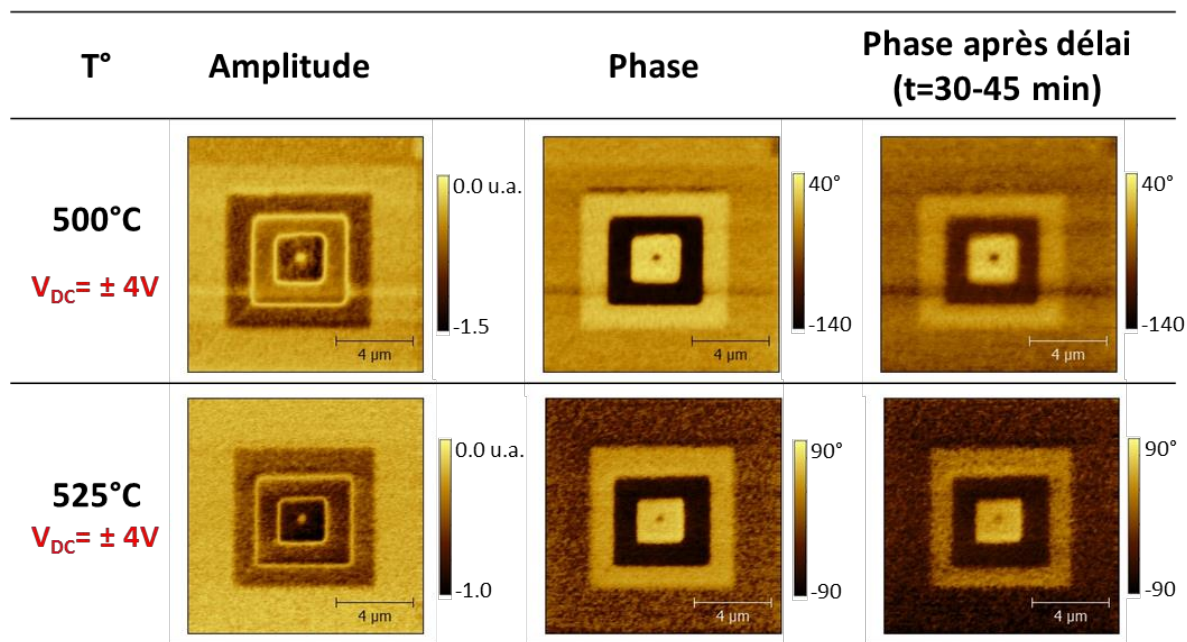 T° Amplitude Phase Phase après délai
(t=30-45 min)
500°C
V_DC= ± 4V
0.0 u.a.
-1.5
4 µm
40°
-140
4 µm
40°
-140
4 µm
525°C
V_DC= ± 4V
0.0 u.a.
-1.0
4 µm
90°
-90
4 µm
90°
-90
4 µm